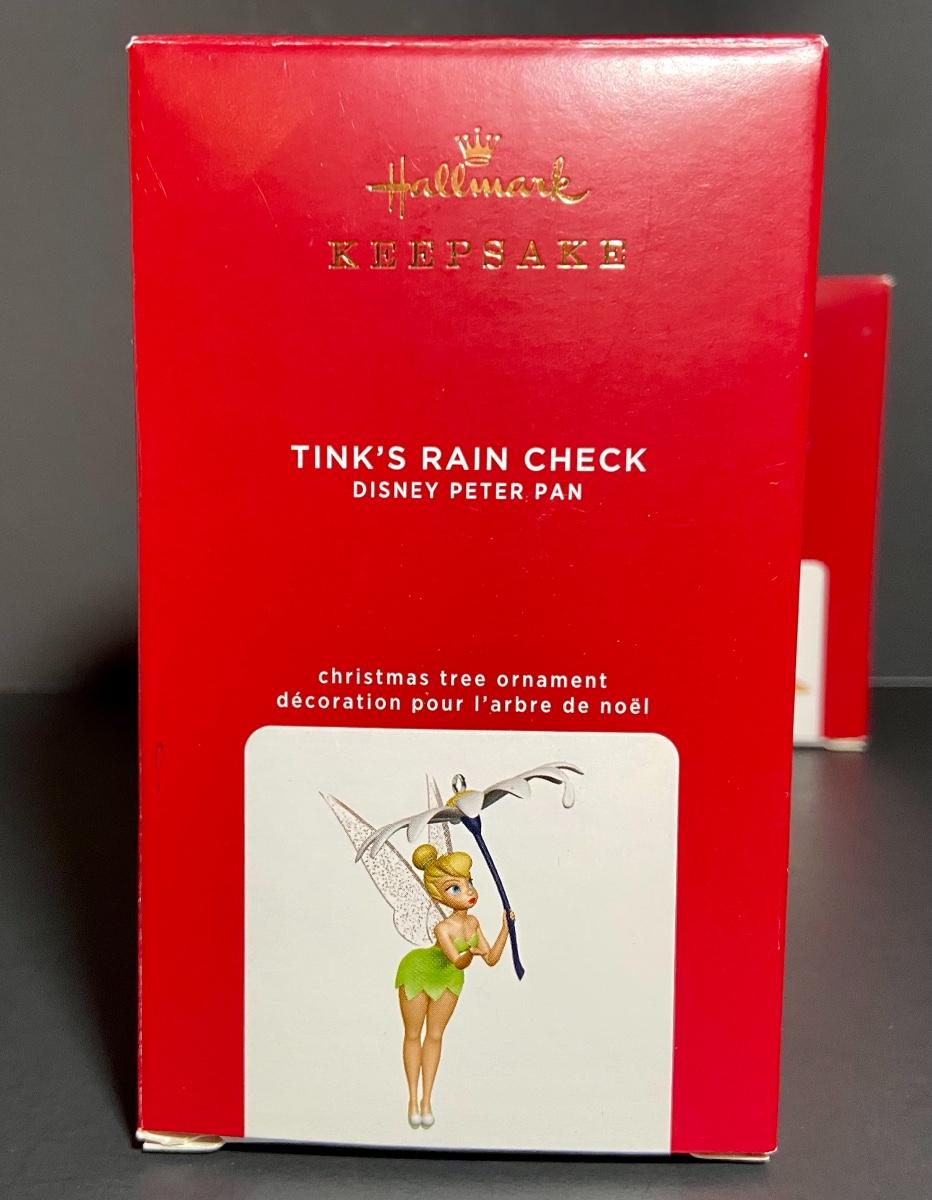 Hallmark
KEEPSAKE
TINK'S RAIN CHECK
DISNEY PETER PAN
christmas tree ornament
décoration pour l'arbre de noël